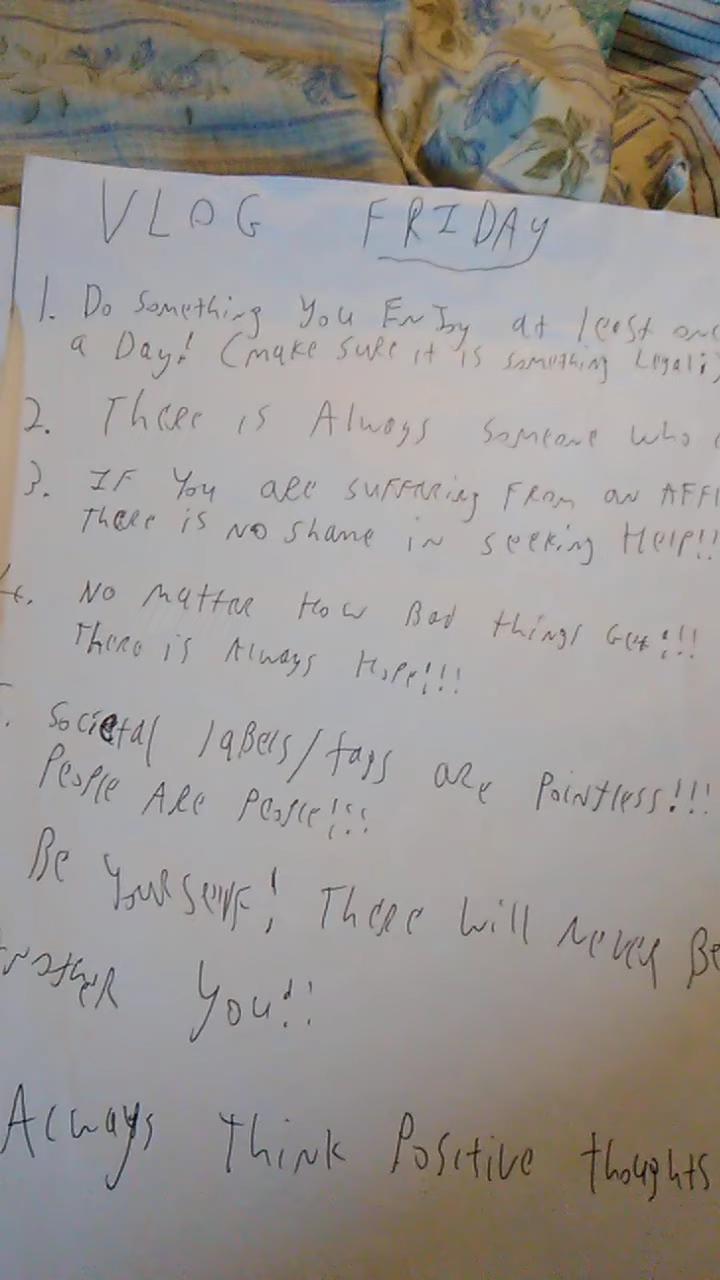 VLOG FRIDAY
1. Do Something You Enjoy at least
a Day! (make sure it is something Legal!
2. There is Always Someone who
3. IF You are suffering From an AFFl
There is NO Shame in seeking Help!!
4. NO matter How Bad things Get!!!
There is Always Hope!!!
Societal labels/tags are Pointless!!!
People Are People!!!
Be Yourself! There will never Be
You!!
Always Think Positive thoughts